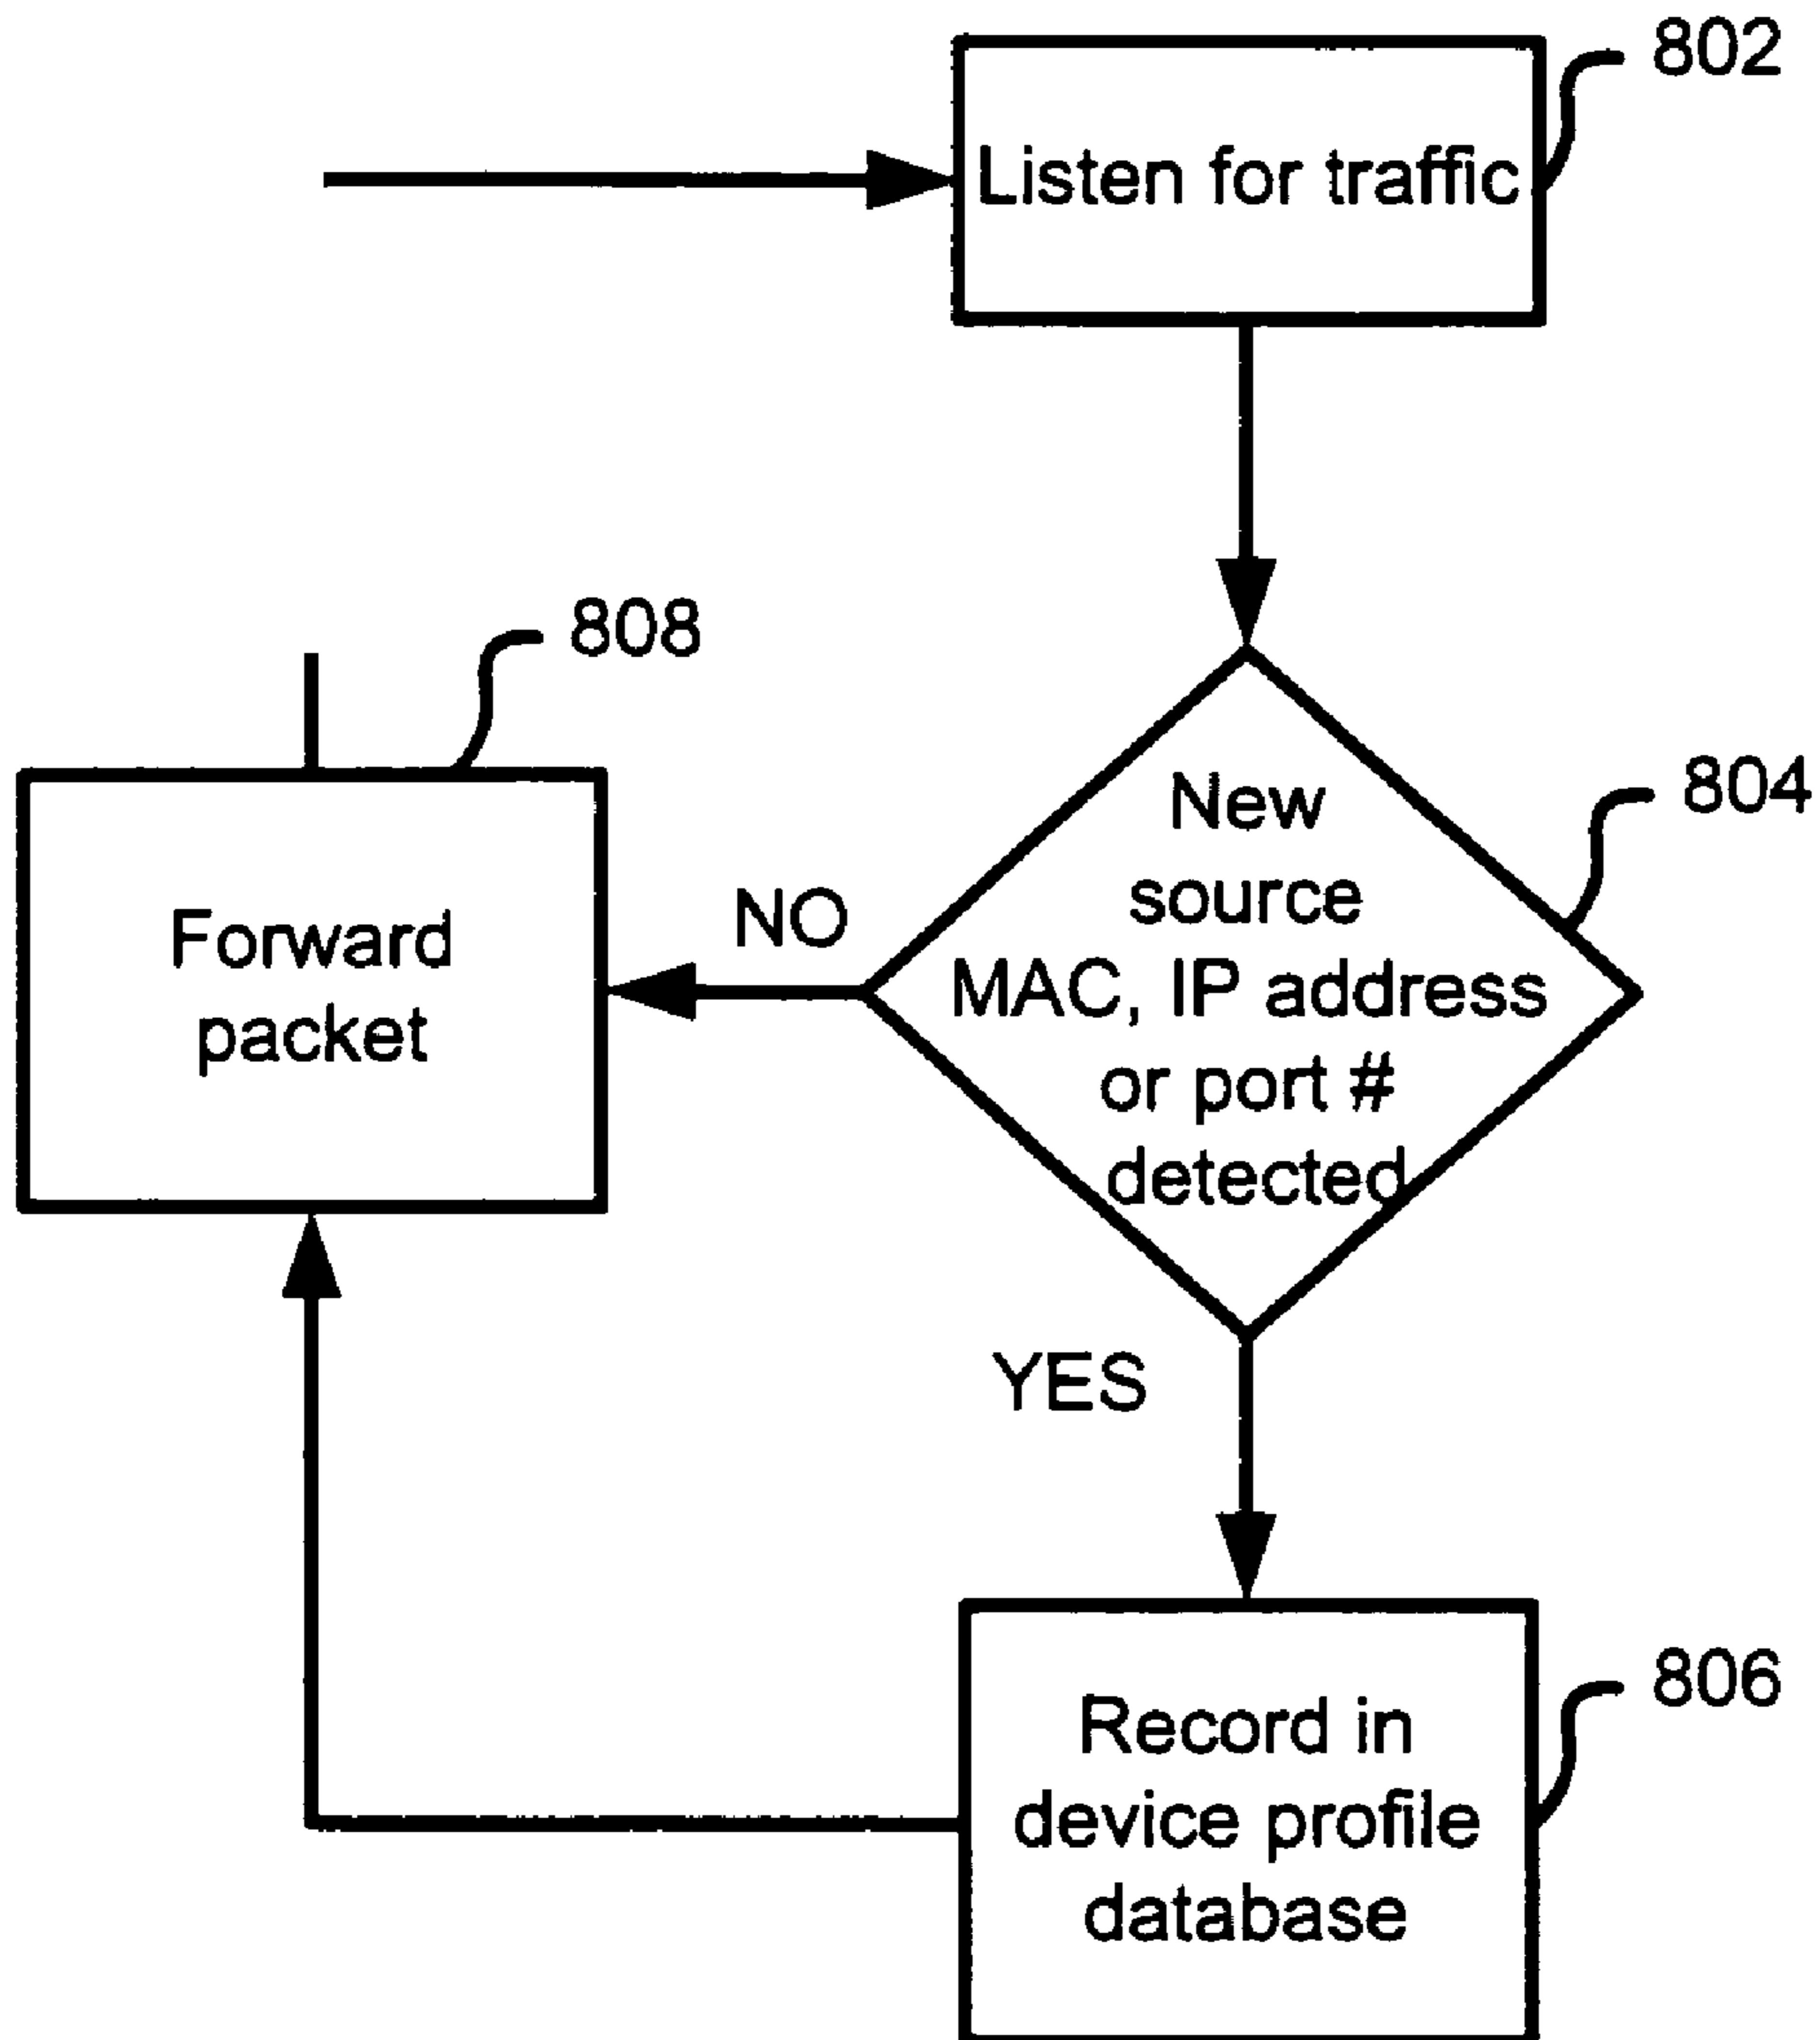 802
Listen for traffic
808
804
New
source
MAC, IP address
or port #
detected
NO
Forward
packet
YES
806
Record in
device profile
database